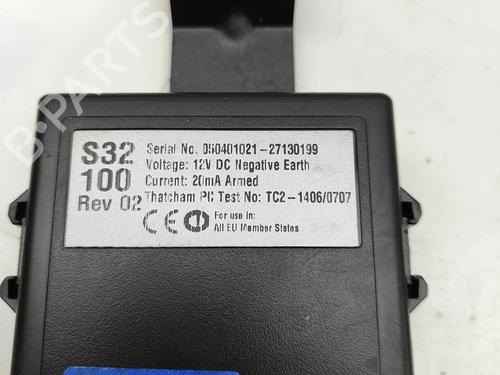 S32
100
Rev 02
Serial No. 050401021-27130199
Voltage: 12V DC Negative Earth
Current: 20mA Armed
Thatcham PC Test No: TC2-1406/0707
CE
For use in:
All EU Member States
B-PARTS
B-PARTS